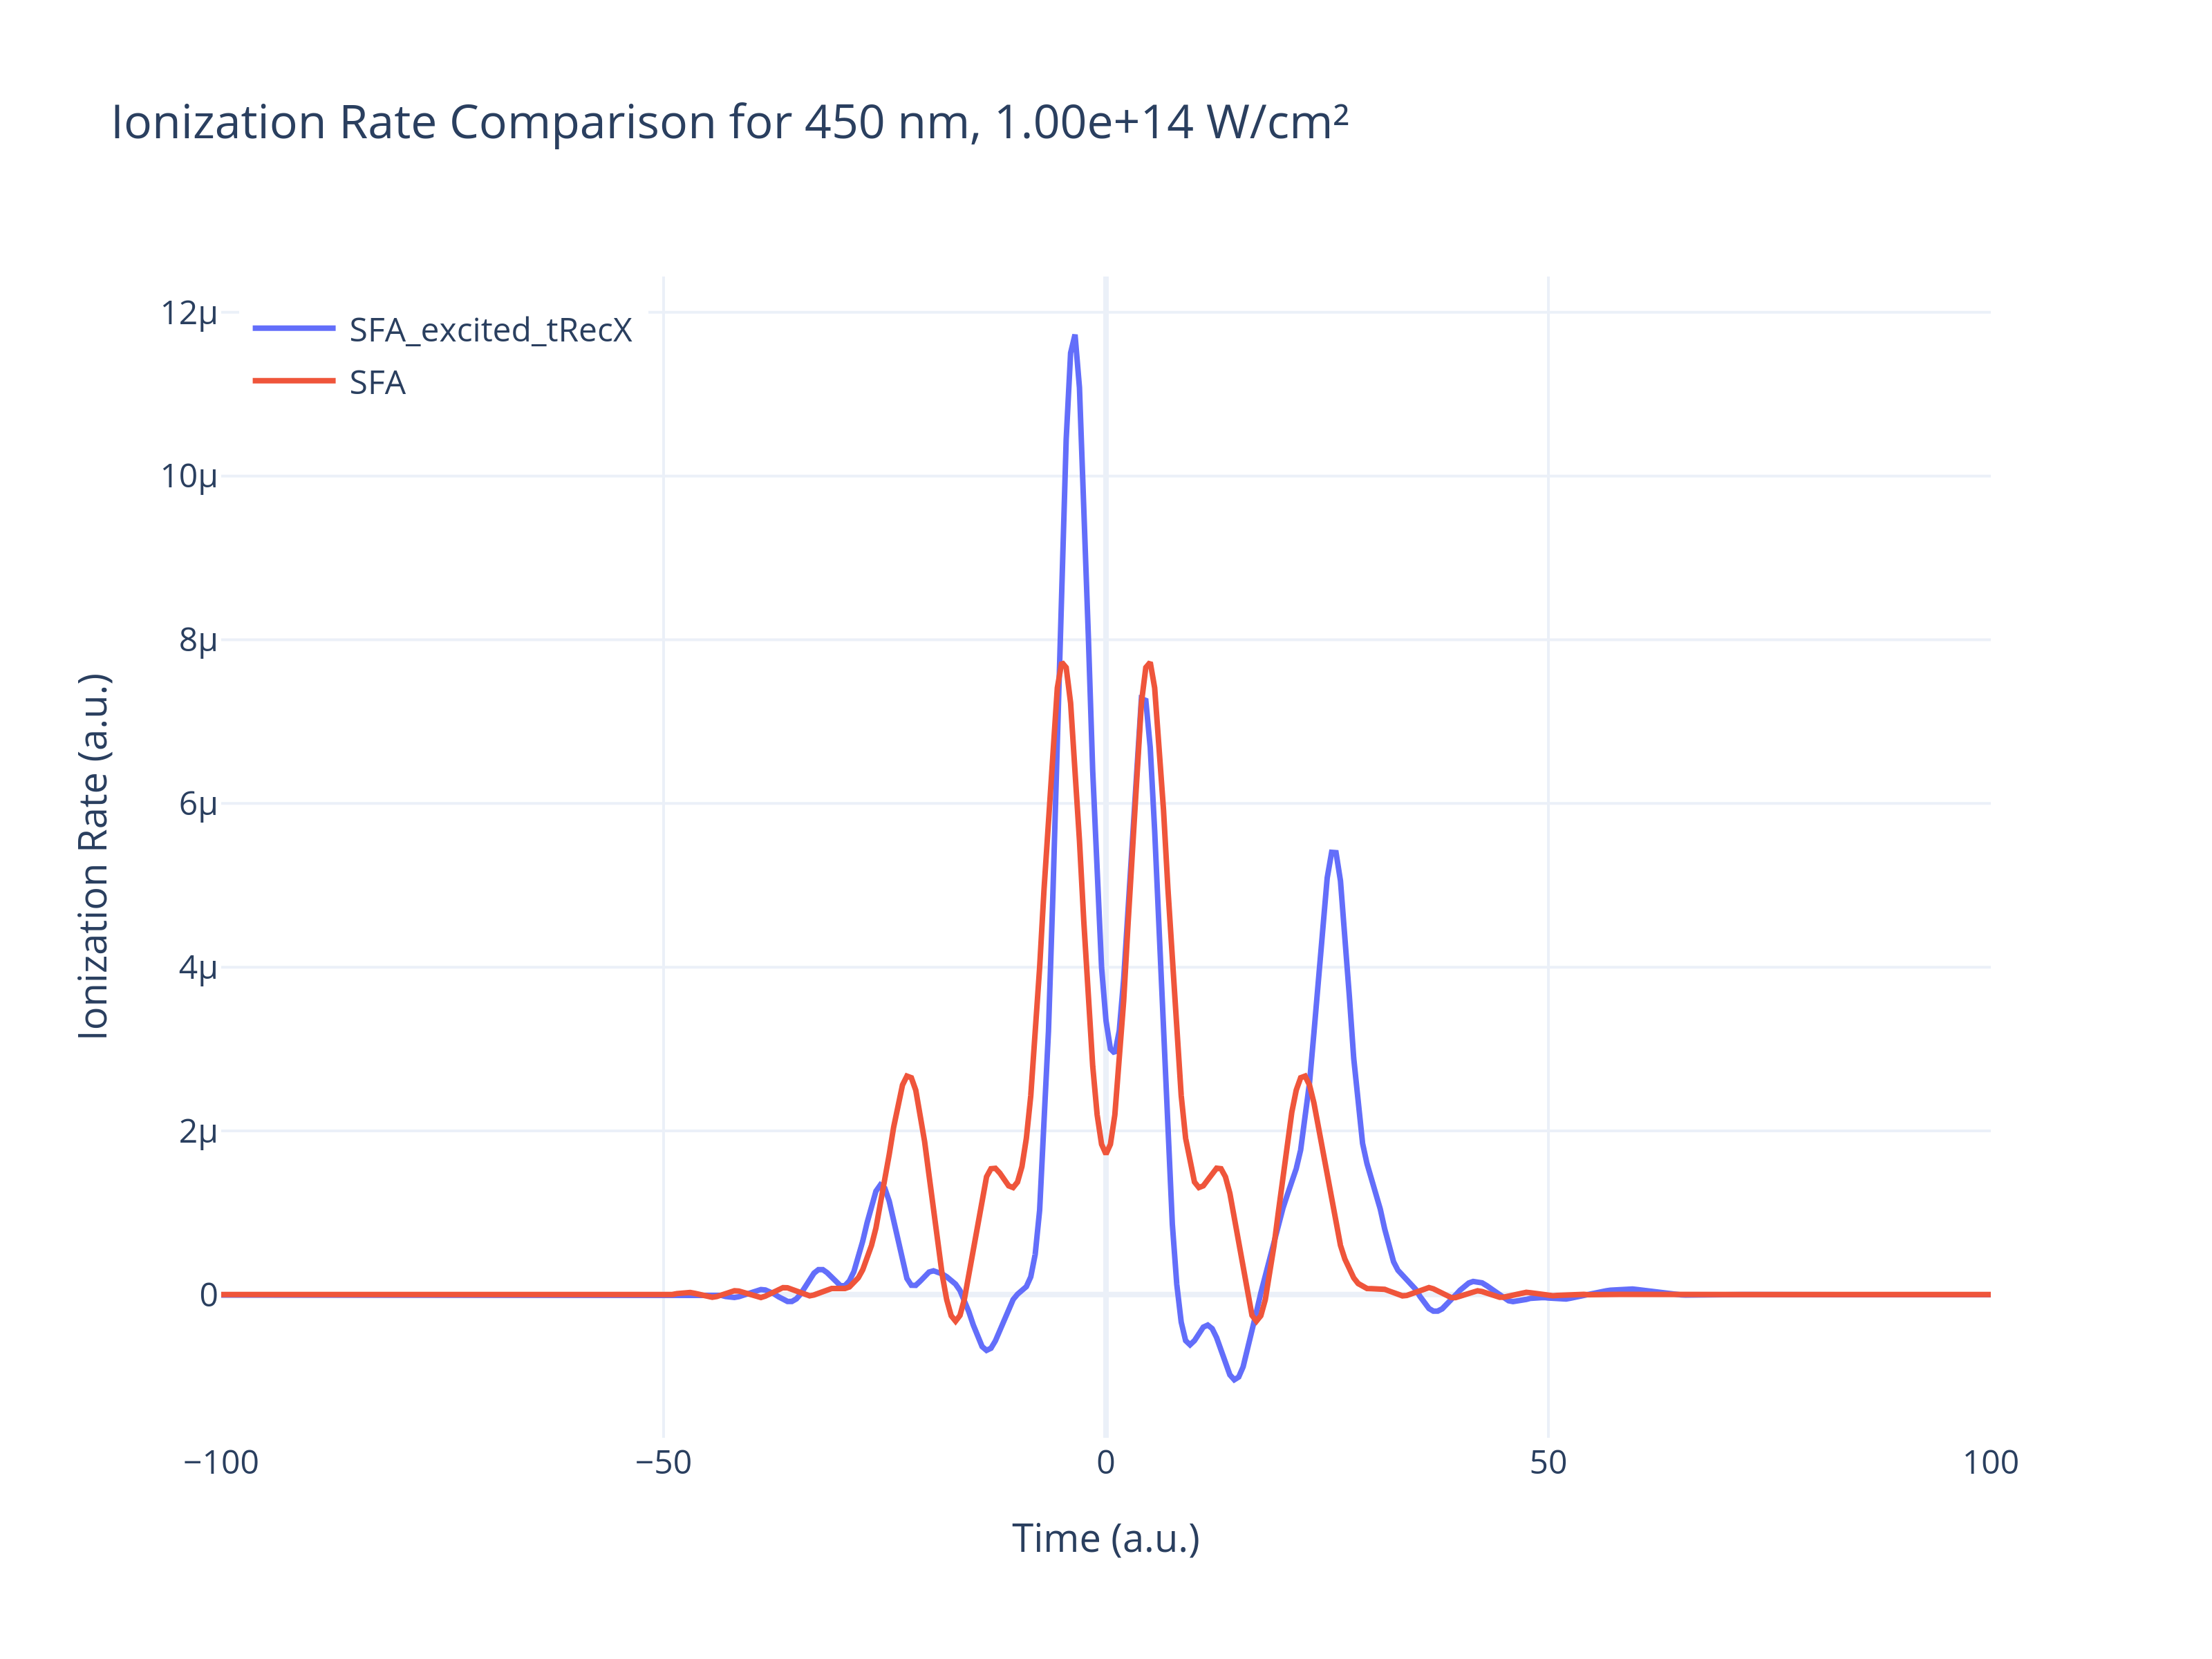 Ionization Rate Comparison for 450 nm, 1.00e+14 W/cm²
SFA_excited_tRecX
SFA
12μ
10μ
8μ
6μ
4μ
2μ
0
Ionization Rate (a.u.)
−100
−50
0
50
100
Time (a.u.)